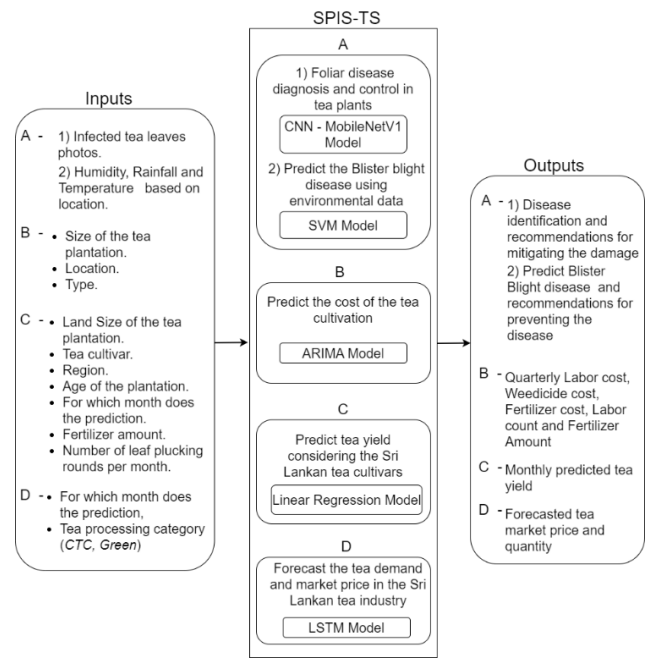 SPIS-TS
Inputs
A - 1) Infected tea leaves
photos.
2) Humidity, Rainfall and
Temperature based on
location.
B - • Size of the tea
plantation.
• Location.
• Type.
C - • Land Size of the tea
plantation.
• Tea cultivar.
• Region.
• Age of the plantation.
• For which month does
the prediction.
• Fertilizer amount.
• Number of leaf plucking
rounds per month.
D - • For which month does
the prediction,
• Tea processing category
(CTC, Green)
A
1) Foliar disease
diagnosis and control in
tea plants
CNN - MobileNetV1
Model
2) Predict the Blister blight
disease using
environmental data
SVM Model
B
Predict the cost of the tea
cultivation
ARIMA Model
C
Predict tea yield
considering the Sri
Lankan tea cultivars
Linear Regression Model
D
Forecast the tea demand
and market price in the Sri
Lankan tea industry
LSTM Model
Outputs
A - 1) Disease
identification and
recommendations for
mitigating the damage
2) Predict Blister
Blight disease and
recommendations for
preventing the
disease
B - Quarterly Labor cost,
Weedicide cost,
Fertilizer cost, Labor
count and Fertilizer
Amount
C - Monthly predicted tea
yield
D - Forecasted tea
market price and
quantity